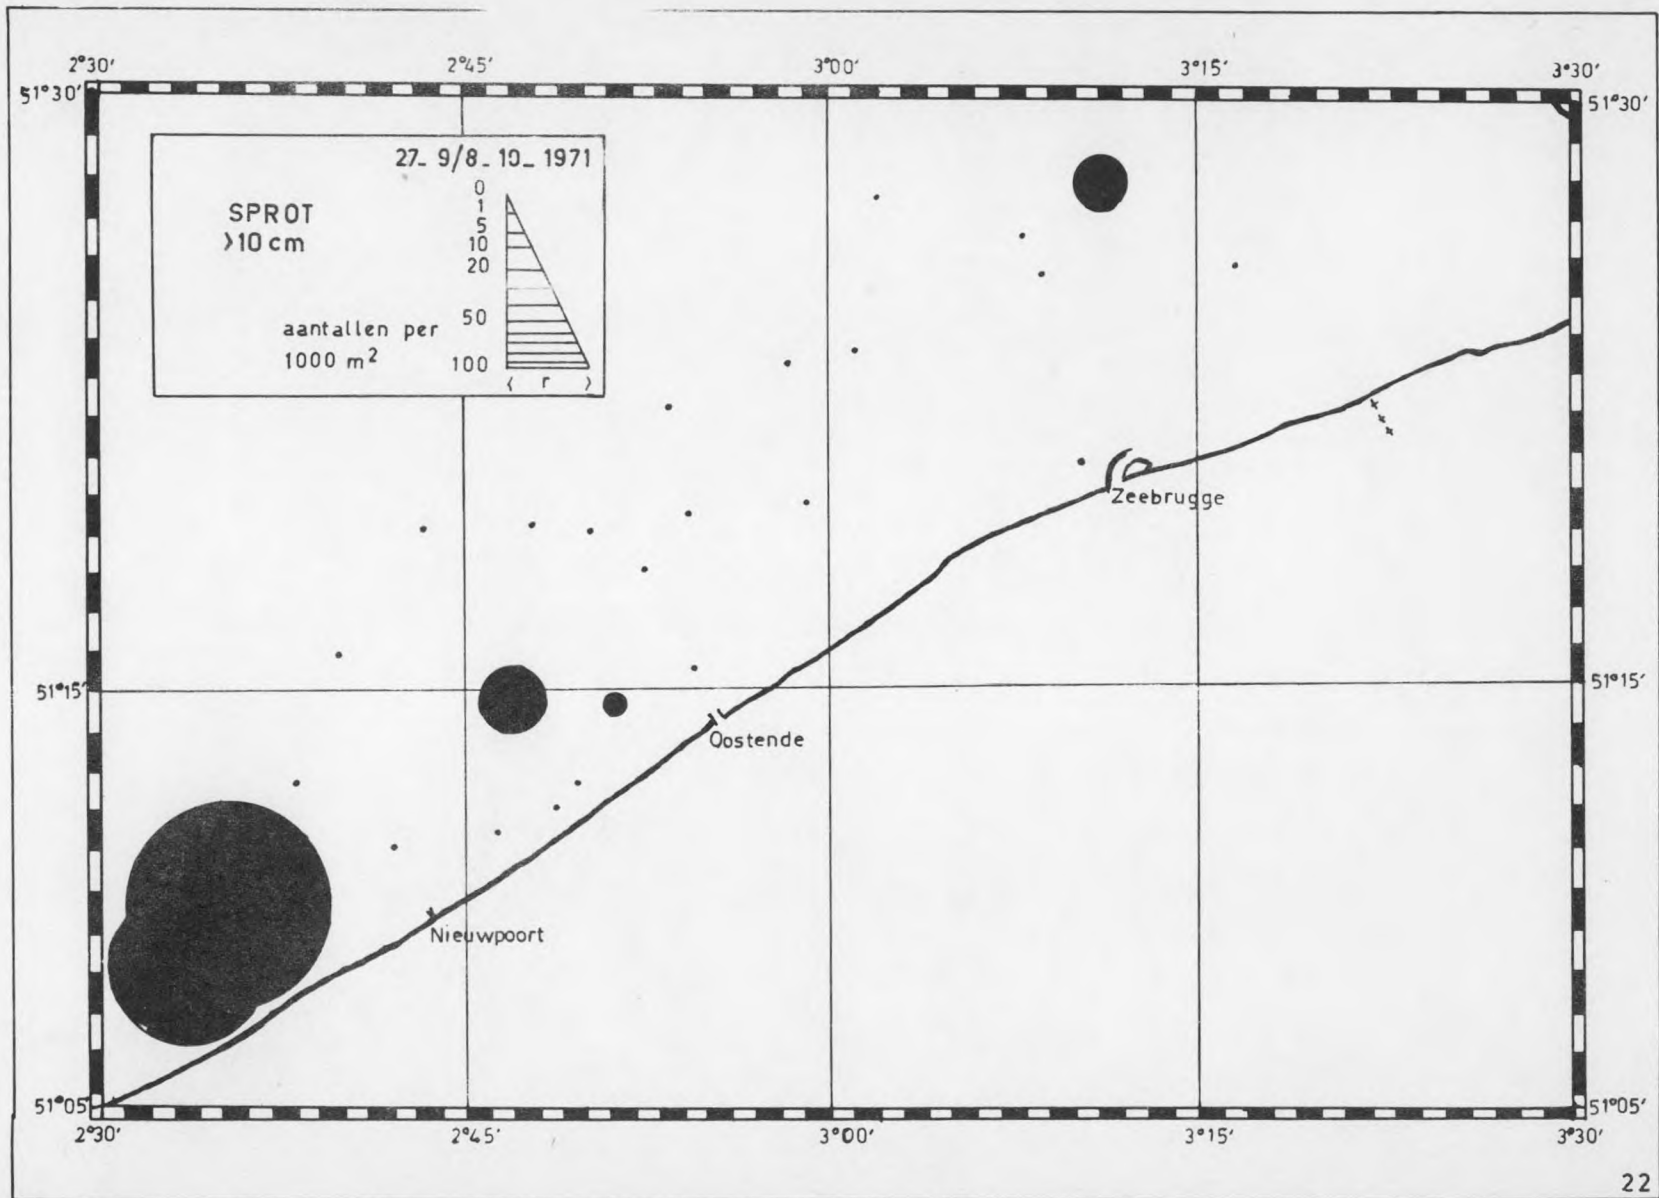 2°30′ 2°45′ 3°00′ 3°15′ 3°30′
51°30′ 51°30′
27_ 9/8_ 10_ 1971
0
SPROT 1
5
>10 cm 10
20
50
aantallen per
1000 m² 100
< r >
Zeebrugge
51°15′ 51°15′
Oostende
Nieuwpoort
51°05′ 51°05′
2°30′ 2°45′ 3°00′ 3°15′ 3°30′
22